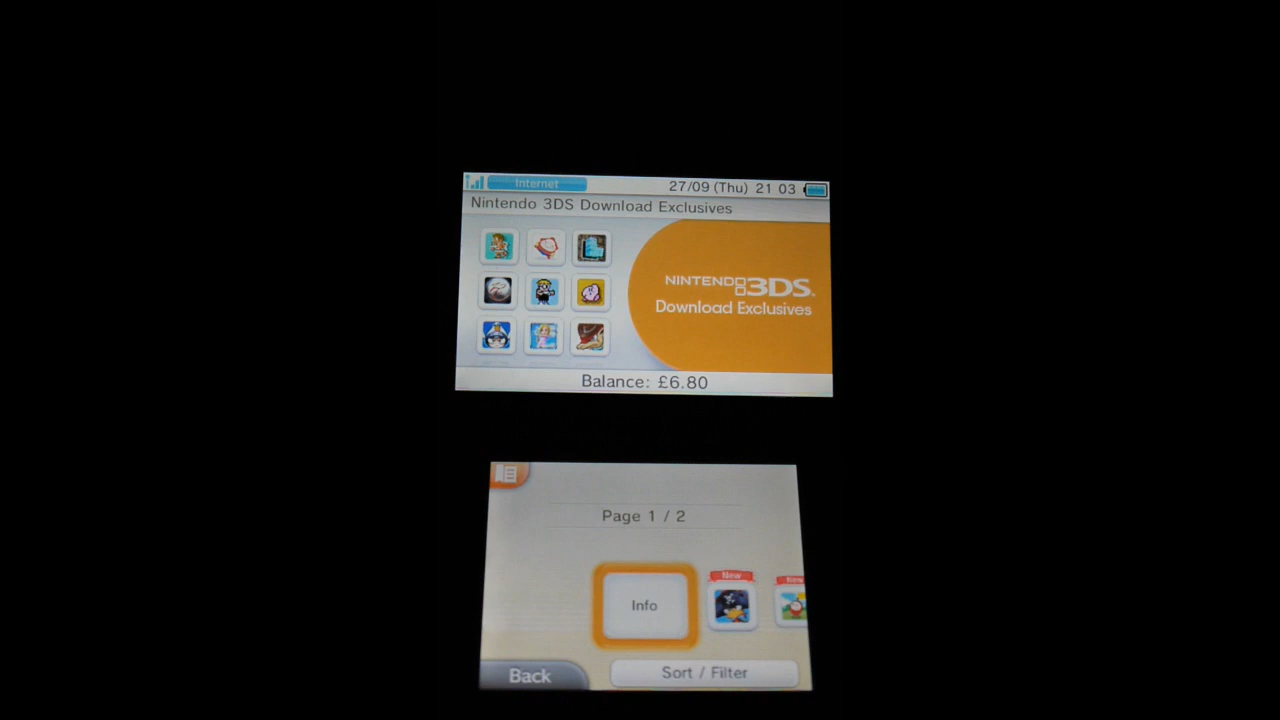 Internet
27/09 (Thu) 21 03
Nintendo 3DS Download Exclusives
NINTENDO 3DS
Download Exclusives
Balance: £6.80
Page 1 / 2
New
New
Info
Back
Sort / Filter